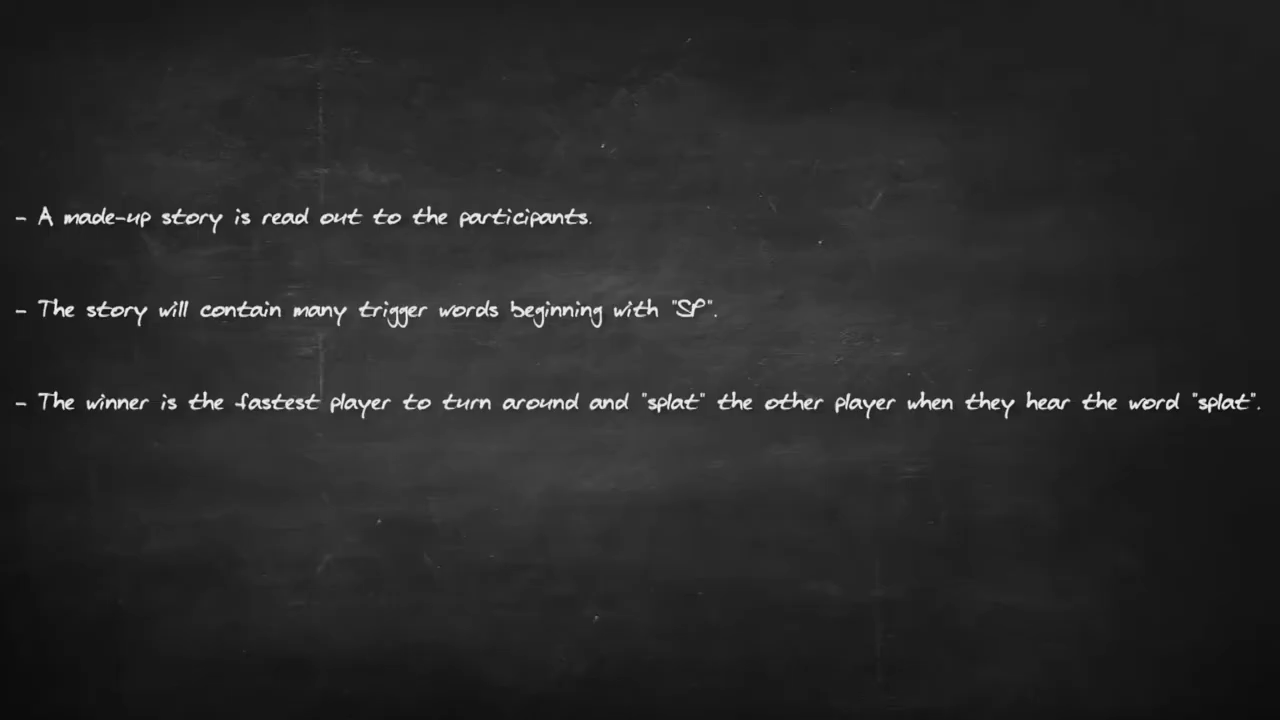 - A made-up story is read out to the participants.
- The story will contain many trigger words beginning with "SP".
- The winner is the fastest player to turn around and "splat" the other player when they hear the word "splat".